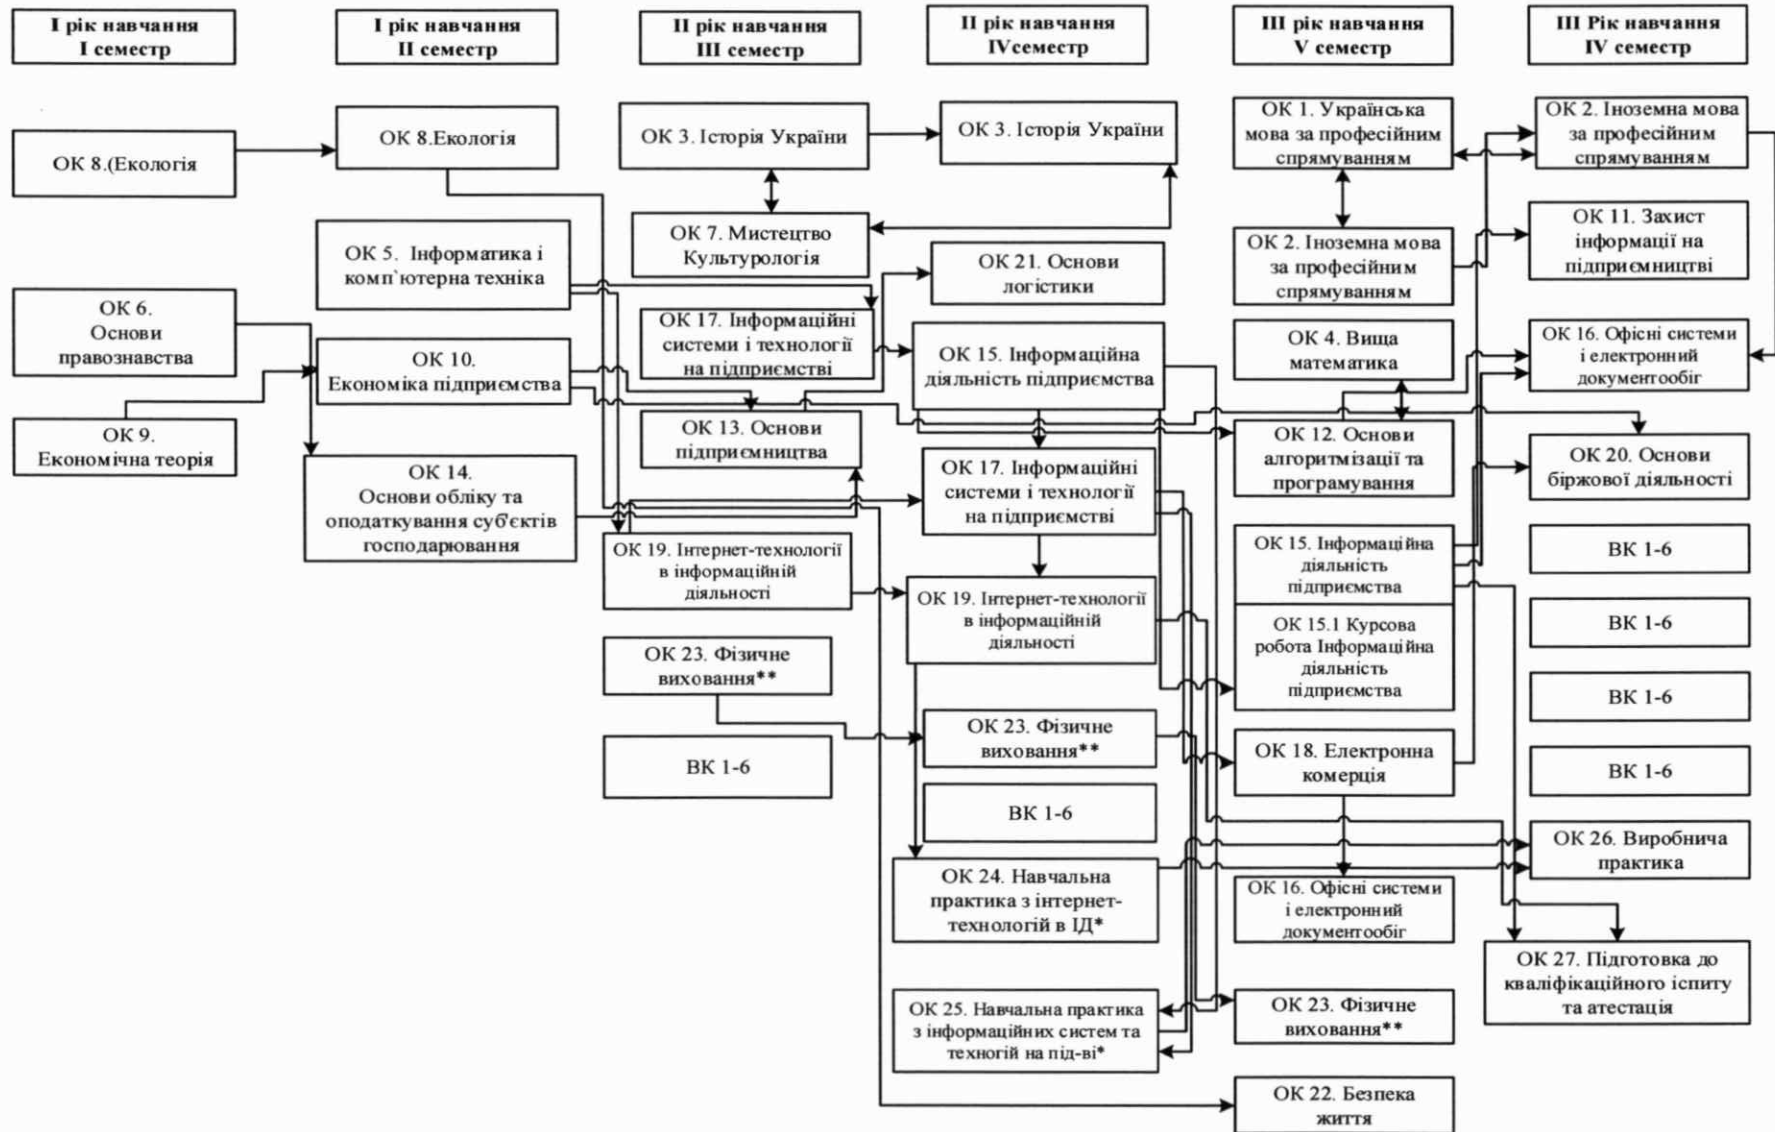 І рік навчання
І семестр
І рік навчання
ІІ семестр
ІІ рік навчання
ІІІ семестр
ІІ рік навчання
ІVсеместр
ІІІ рік навчання
V семестр
ІІІ Рік навчання
ІV семестр
ОК 8.(Екологія
ОК 6.
Основи
правознавства
ОК 9.
Економічна теорія
ОК 8.Екологія
ОК 5. Інформатика і
комп`ютерна техніка
ОК 10.
Економіка підприємства
ОК 14.
Основи обліку та
оподаткування суб'єктів
господарювання
ОК 3. Історія України
ОК 7. Мистецтво
Культурологія
ОК 17. Інформаційні
системи і технології
на підприємстві
ОК 13. Основи
підприємництва
ОК 19. Інтернет-технології
в інформаційній
діяльності
ОК 23. Фізичне
виховання**
ВК 1-6
ОК 3. Історія України
ОК 21. Основи
логістики
ОК 15. Інформаційна
діяльність підприємства
ОК 17. Інформаційні
системи і технології
на підприємстві
ОК 19. Інтернет-технології
в інформаційній
діяльності
ОК 23. Фізичне
виховання**
ВК 1-6
ОК 24. Навчальна
практика з інтернет-
технологій в ІД*
ОК 25. Навчальна практика
з інформаційних систем та
техногій на під-ві*
ОК 1. Українська
мова за професійним
спрямуванням
ОК 2. Іноземна мова
за професійним
спрямуванням
ОК 4. Вища
математика
ОК 12. Основи
алгоритмізації та
програмування
ОК 15. Інформаційна
діяльність
підприємства
ОК 15.1 Курсова
робота Інформаційна
діяльність
підприємства
ОК 18. Електронна
комерція
ОК 16. Офісні системи
і електронний
документообіг
ОК 23. Фізичне
виховання**
ОК 22. Безпека
життя
ОК 2. Іноземна мова
за професійним
спрямуванням
ОК 11. Захист
інформації на
підприємництві
ОК 16. Офісні системи
і електронний
документообіг
ОК 20. Основи
біржової діяльності
ВК 1-6
ВК 1-6
ВК 1-6
ВК 1-6
ОК 26. Виробнича
практика
ОК 27. Підготовка до
кваліфікаційного іспиту
та атестація